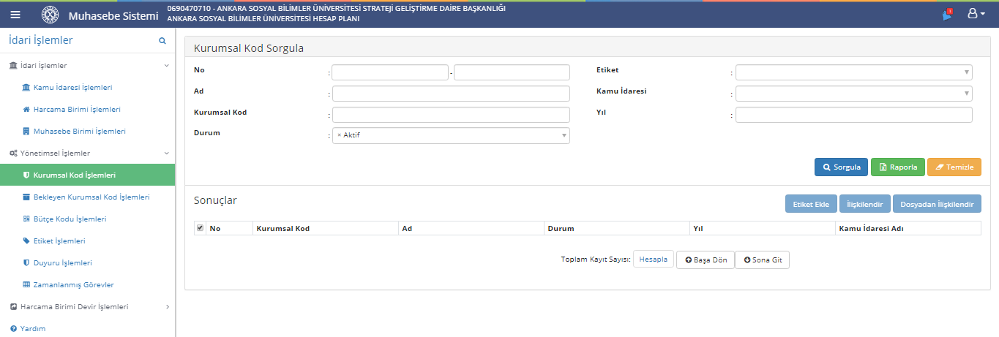 Muhasebe Sistemi
0690470710 - ANKARA SOSYAL BİLİMLER ÜNİVERSİTESİ STRATEJİ GELİŞTİRME DAİRE BAŞKANLIĞI
ANKARA SOSYAL BİLİMLER ÜNİVERSİTESİ HESAP PLANI
1
İdari İşlemler
İdari İşlemler
Kamu İdaresi İşlemleri
Harcama Birimi İşlemleri
Muhasebe Birimi İşlemleri
Yönetimsel İşlemler
Kurumsal Kod İşlemleri
Bekleyen Kurumsal Kod İşlemleri
Bütçe Kodu İşlemleri
Etiket İşlemleri
Duyuru İşlemleri
Zamanlanmış Görevler
Harcama Birimi Devir İşlemleri
Yardım
Kurumsal Kod Sorgula
No : - Etiket :
Ad : Kamu İdaresi :
Kurumsal Kod : Yıl :
Durum : × Aktif
Sorgula Raporla Temizle
Sonuçlar Etiket Ekle İlişkilendir Dosyadan İlişkilendir
No Kurumsal Kod Ad Durum Yıl Kamu İdaresi Adı
Toplam Kayıt Sayısı: Hesapla Başa Dön Sona Git